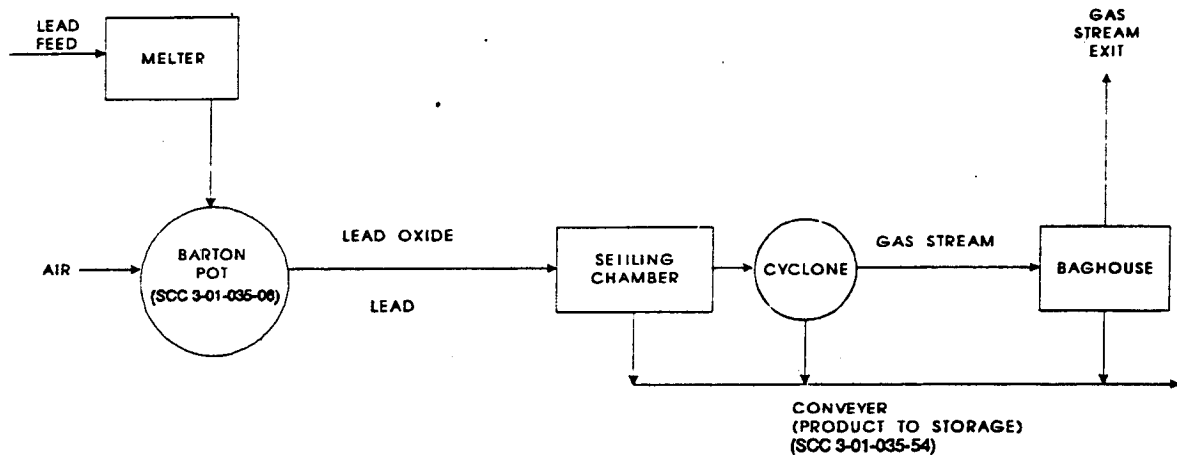 LEAD
FEED
MELTER
GAS
STREAM
EXIT
AIR
BARTON
POT
(SCC 3-01-035-06)
LEAD OXIDE
LEAD
SETTLING
CHAMBER
CYCLONE
GAS STREAM
BAGHOUSE
CONVEYER
(PRODUCT TO STORAGE)
(SCC 3-01-035-54)